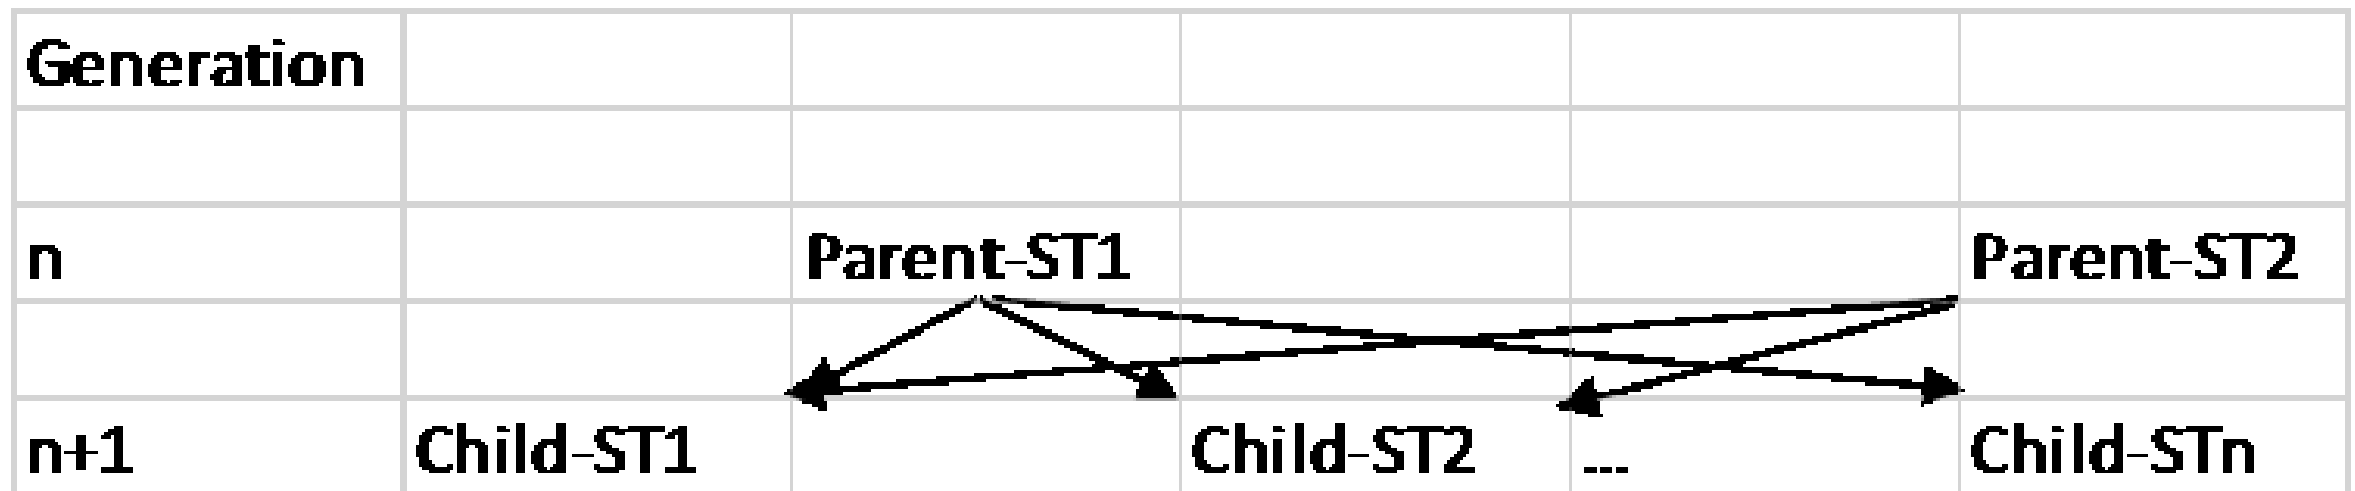 Generation
n Parent-ST1 Parent-ST2
n+1 Child-ST1 Child-ST2 ... Child-STn